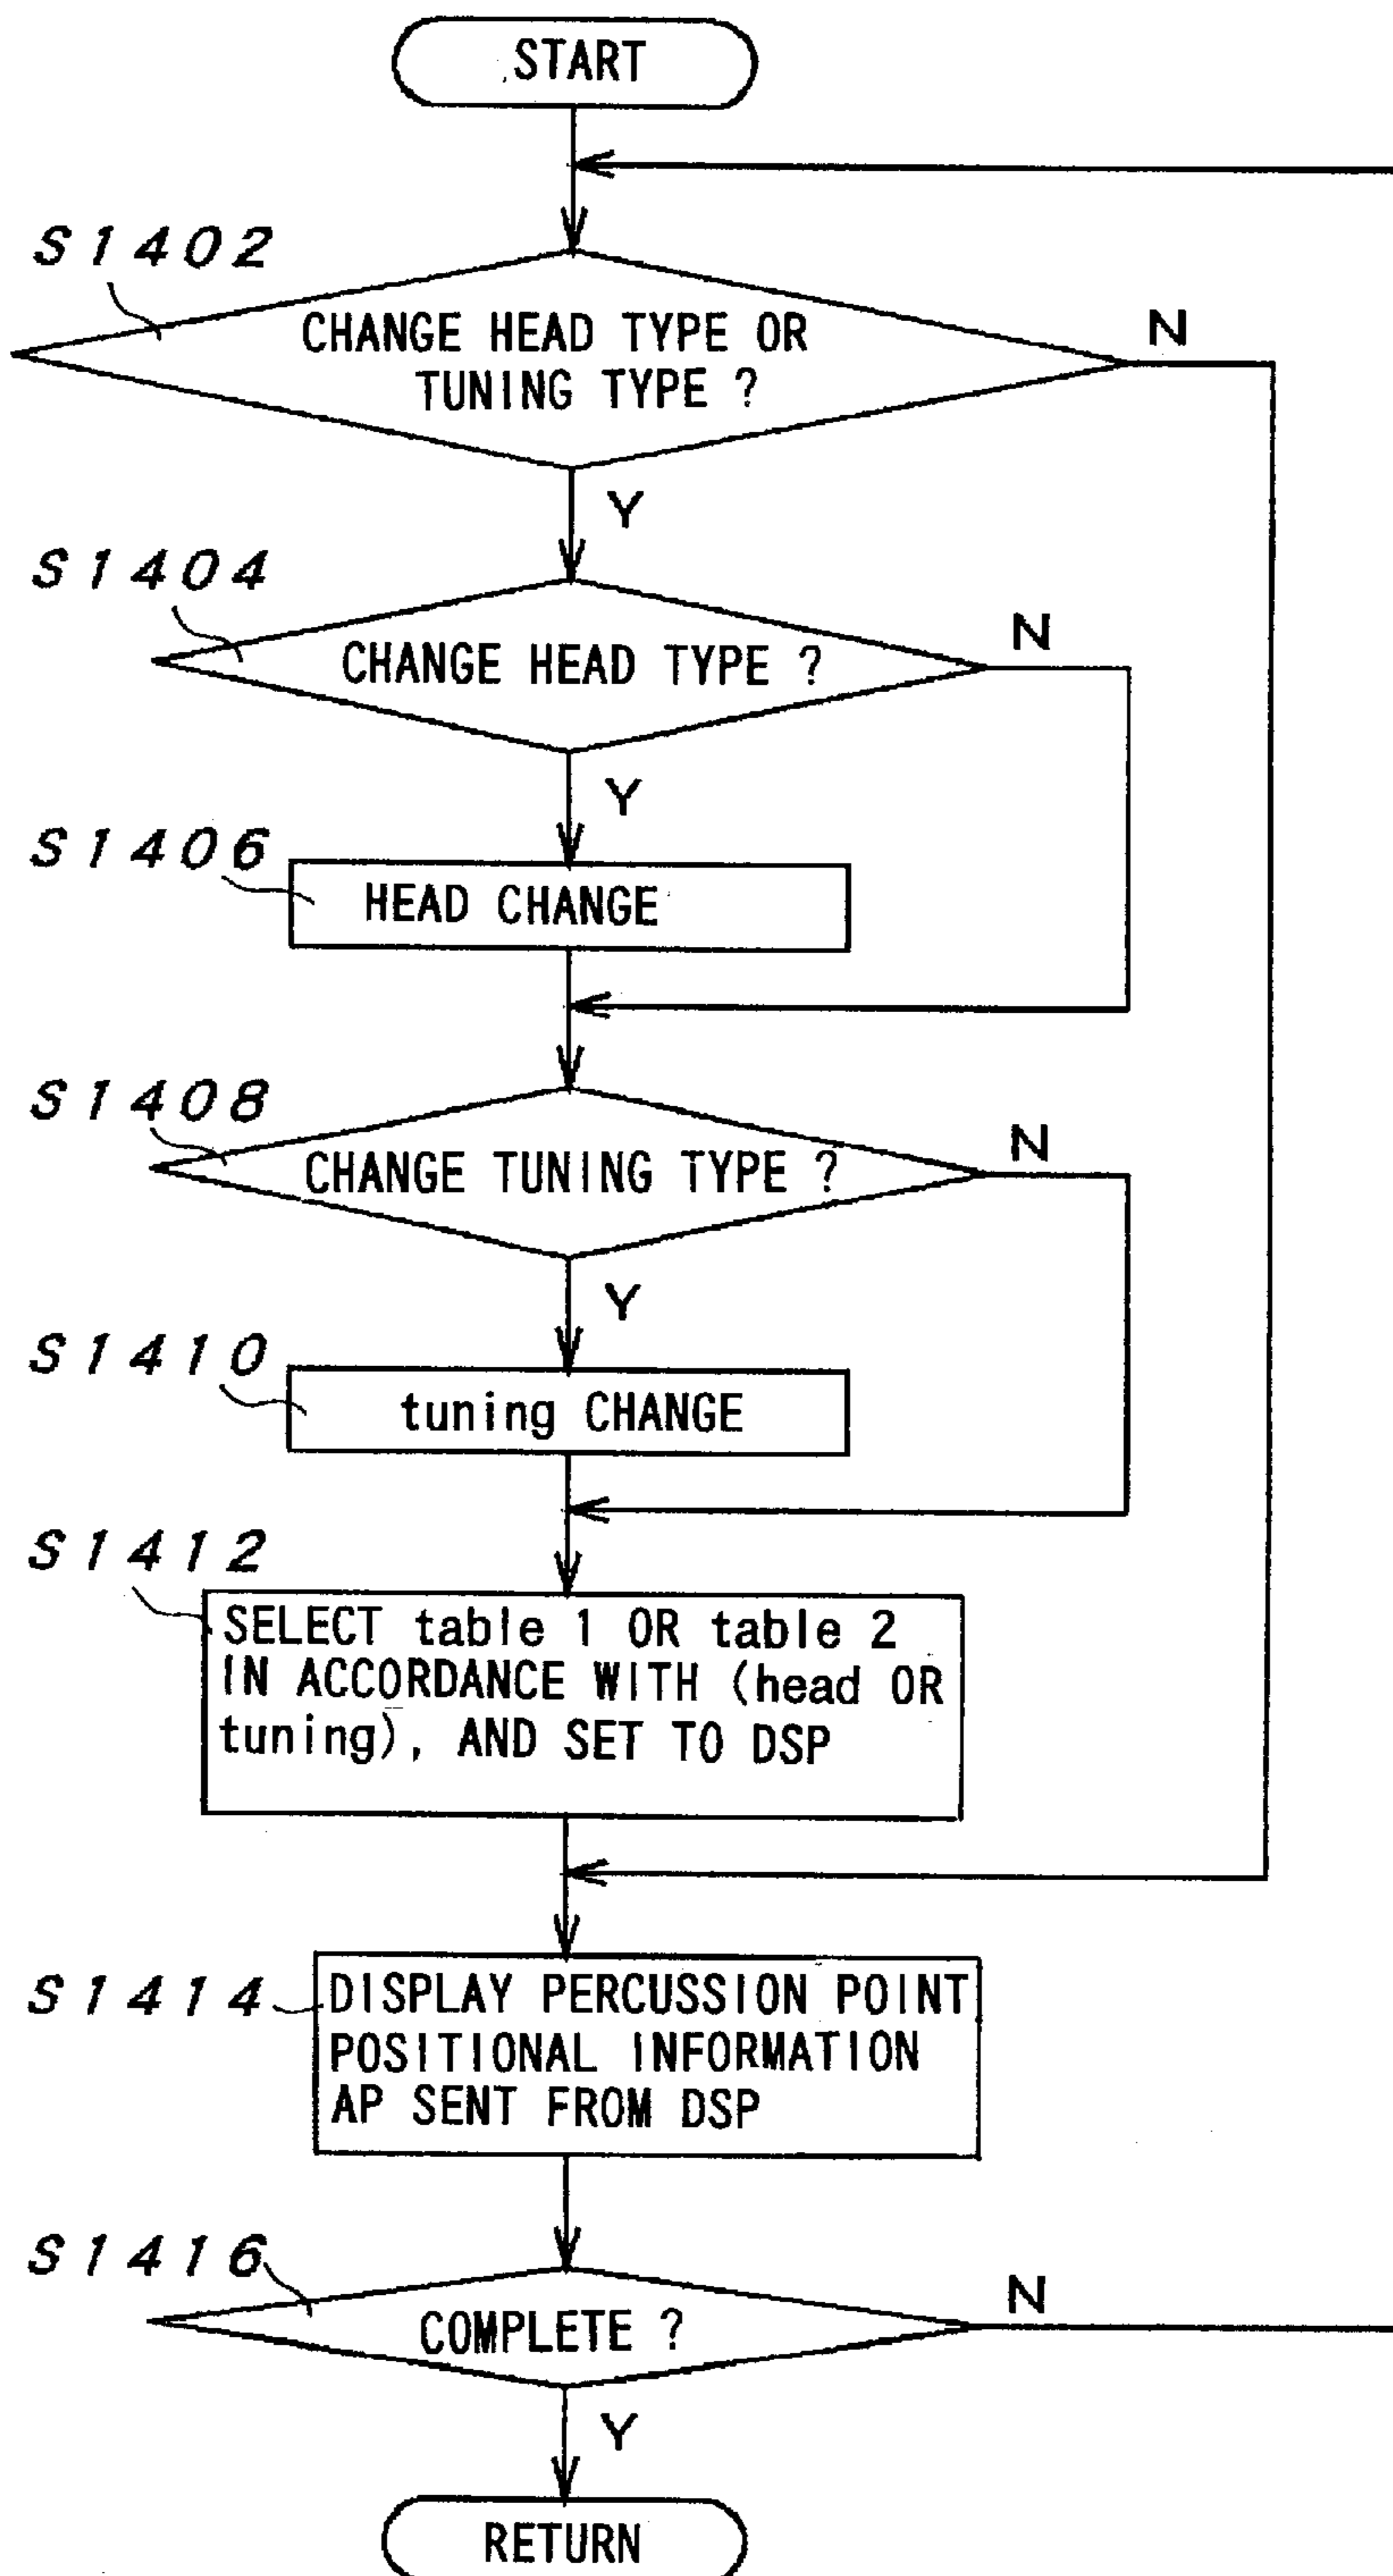 START
S1402
CHANGE HEAD TYPE OR
TUNING TYPE ?
N
Y
S1404
CHANGE HEAD TYPE ?
N
Y
S1406
HEAD CHANGE
S1408
CHANGE TUNING TYPE ?
N
Y
S1410
tuning CHANGE
S1412
SELECT table 1 OR table 2
IN ACCORDANCE WITH (head OR
tuning), AND SET TO DSP
S1414
DISPLAY PERCUSSION POINT
POSITIONAL INFORMATION
AP SENT FROM DSP
S1416
COMPLETE ?
N
Y
RETURN